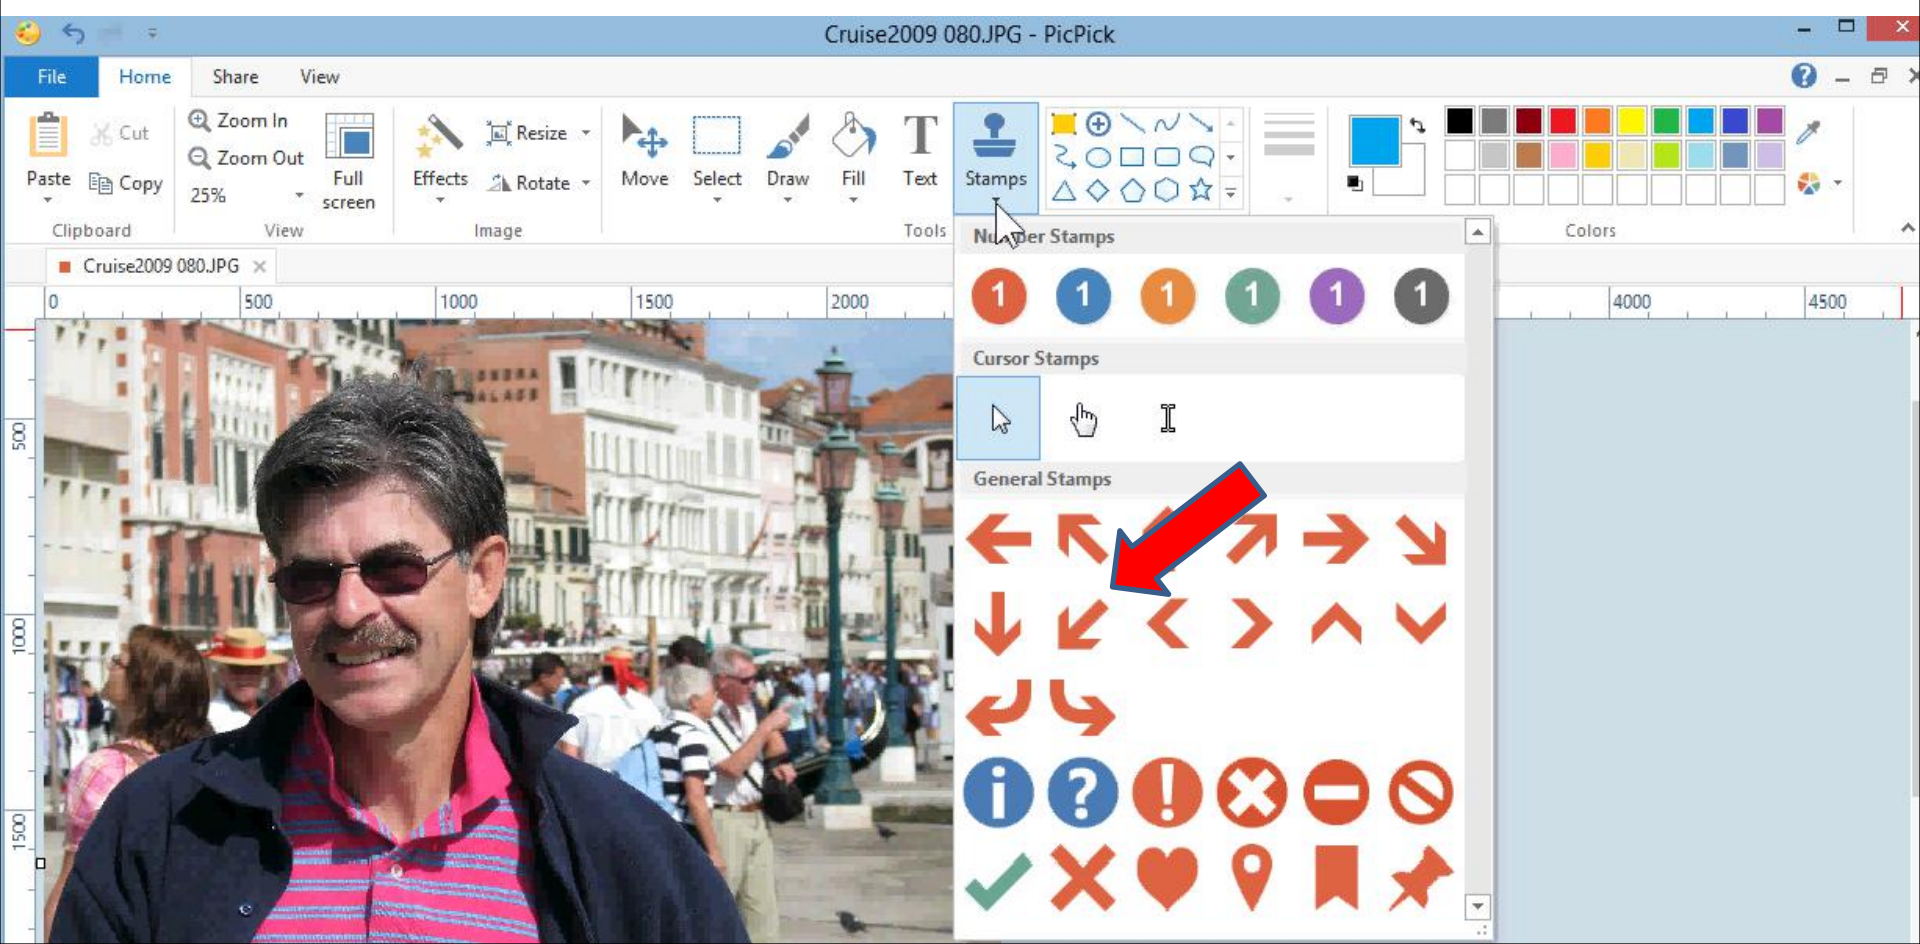 Cruise2009 080.JPG - PicPick
File Home Share View
Paste
Cut
Copy
Clipboard
Zoom In
Zoom Out
25%
Full
screen
View
Effects
Resize
Rotate
Image
Move
Select
Draw
Fill
T
Text
Stamps
Tools
Colors
Cruise2009 080.JPG
0 500 1000 1500 2000 4000 4500
500
1000
1500
Stamps
1 1 1 1 1 1
Cursor Stamps
General Stamps
i ? !